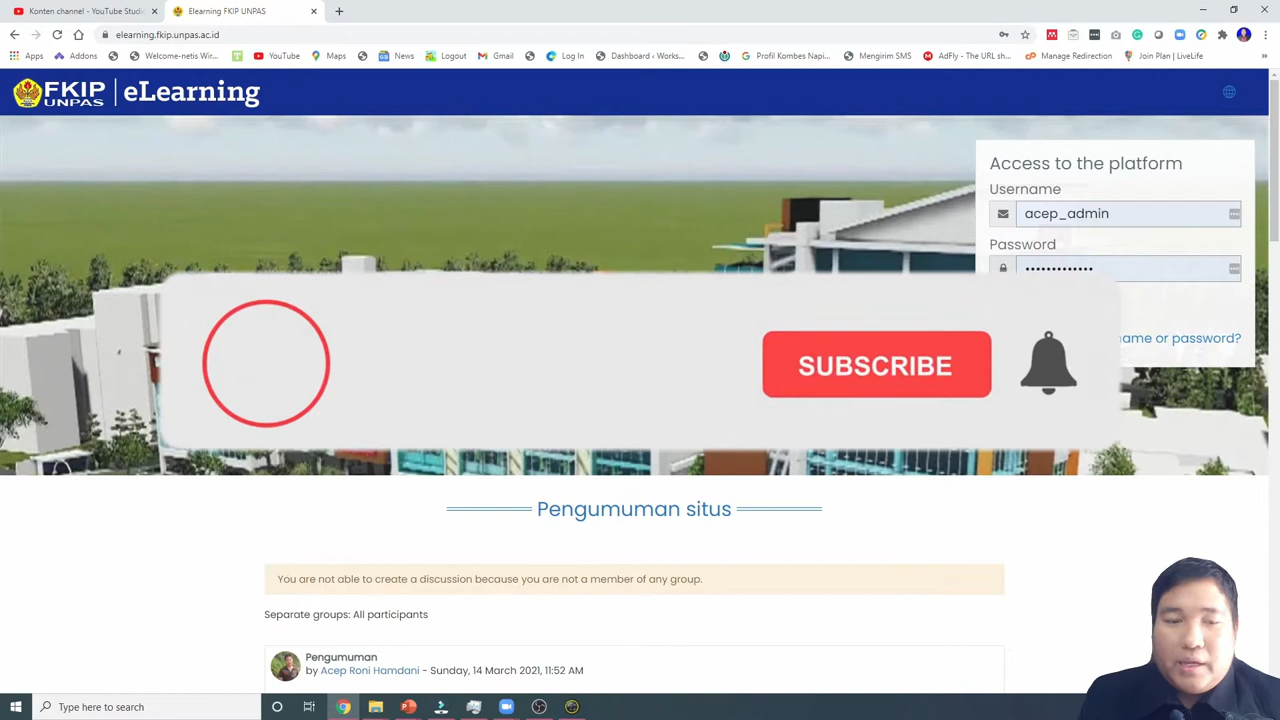 Konten channel - YouTube Studio
Elearning FKIP UNPAS
elearning.fkip.unpas.ac.id
Apps
Addons
Welcome-netis Wir...
YouTube
Maps
News
Logout
Gmail
Log In
Dashboard ‹ Works...
Profil Kombes Napi...
Mengirim SMS
AdFly - The URL sh...
Manage Redirection
Join Plan | LiveLife
FKIP UNPAS | eLearning
Access to the platform
Username
acep_admin
Password
•••••••••••••
name or password?
SUBSCRIBE
Pengumuman situs
You are not able to create a discussion because you are not a member of any group.
Separate groups: All participants
Pengumuman
by Acep Roni Hamdani - Sunday, 14 March 2021, 11:52 AM
Type here to search